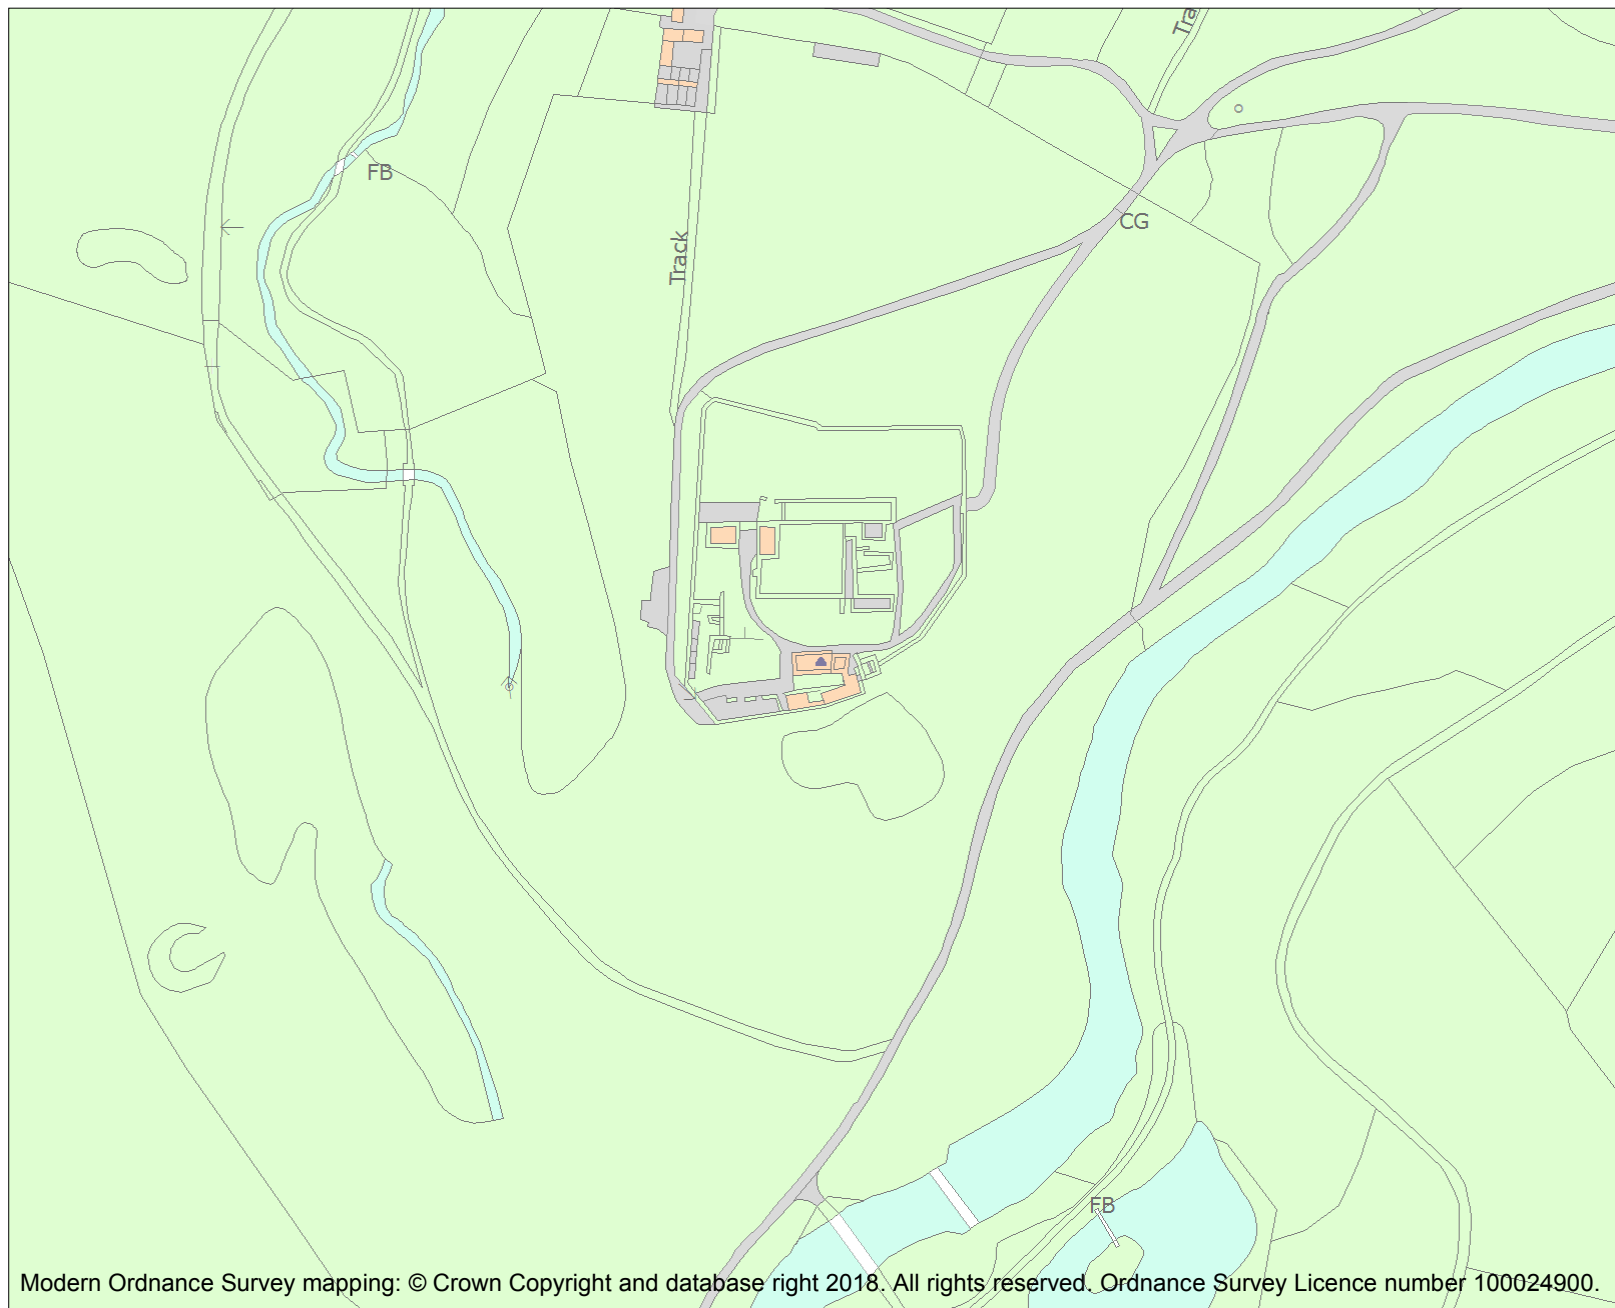 Tra
FB
CG
Track
FB
Modern Ordnance Survey mapping: © Crown Copyright and database right 2018. All rights reserved. Ordnance Survey Licence number 100024900.